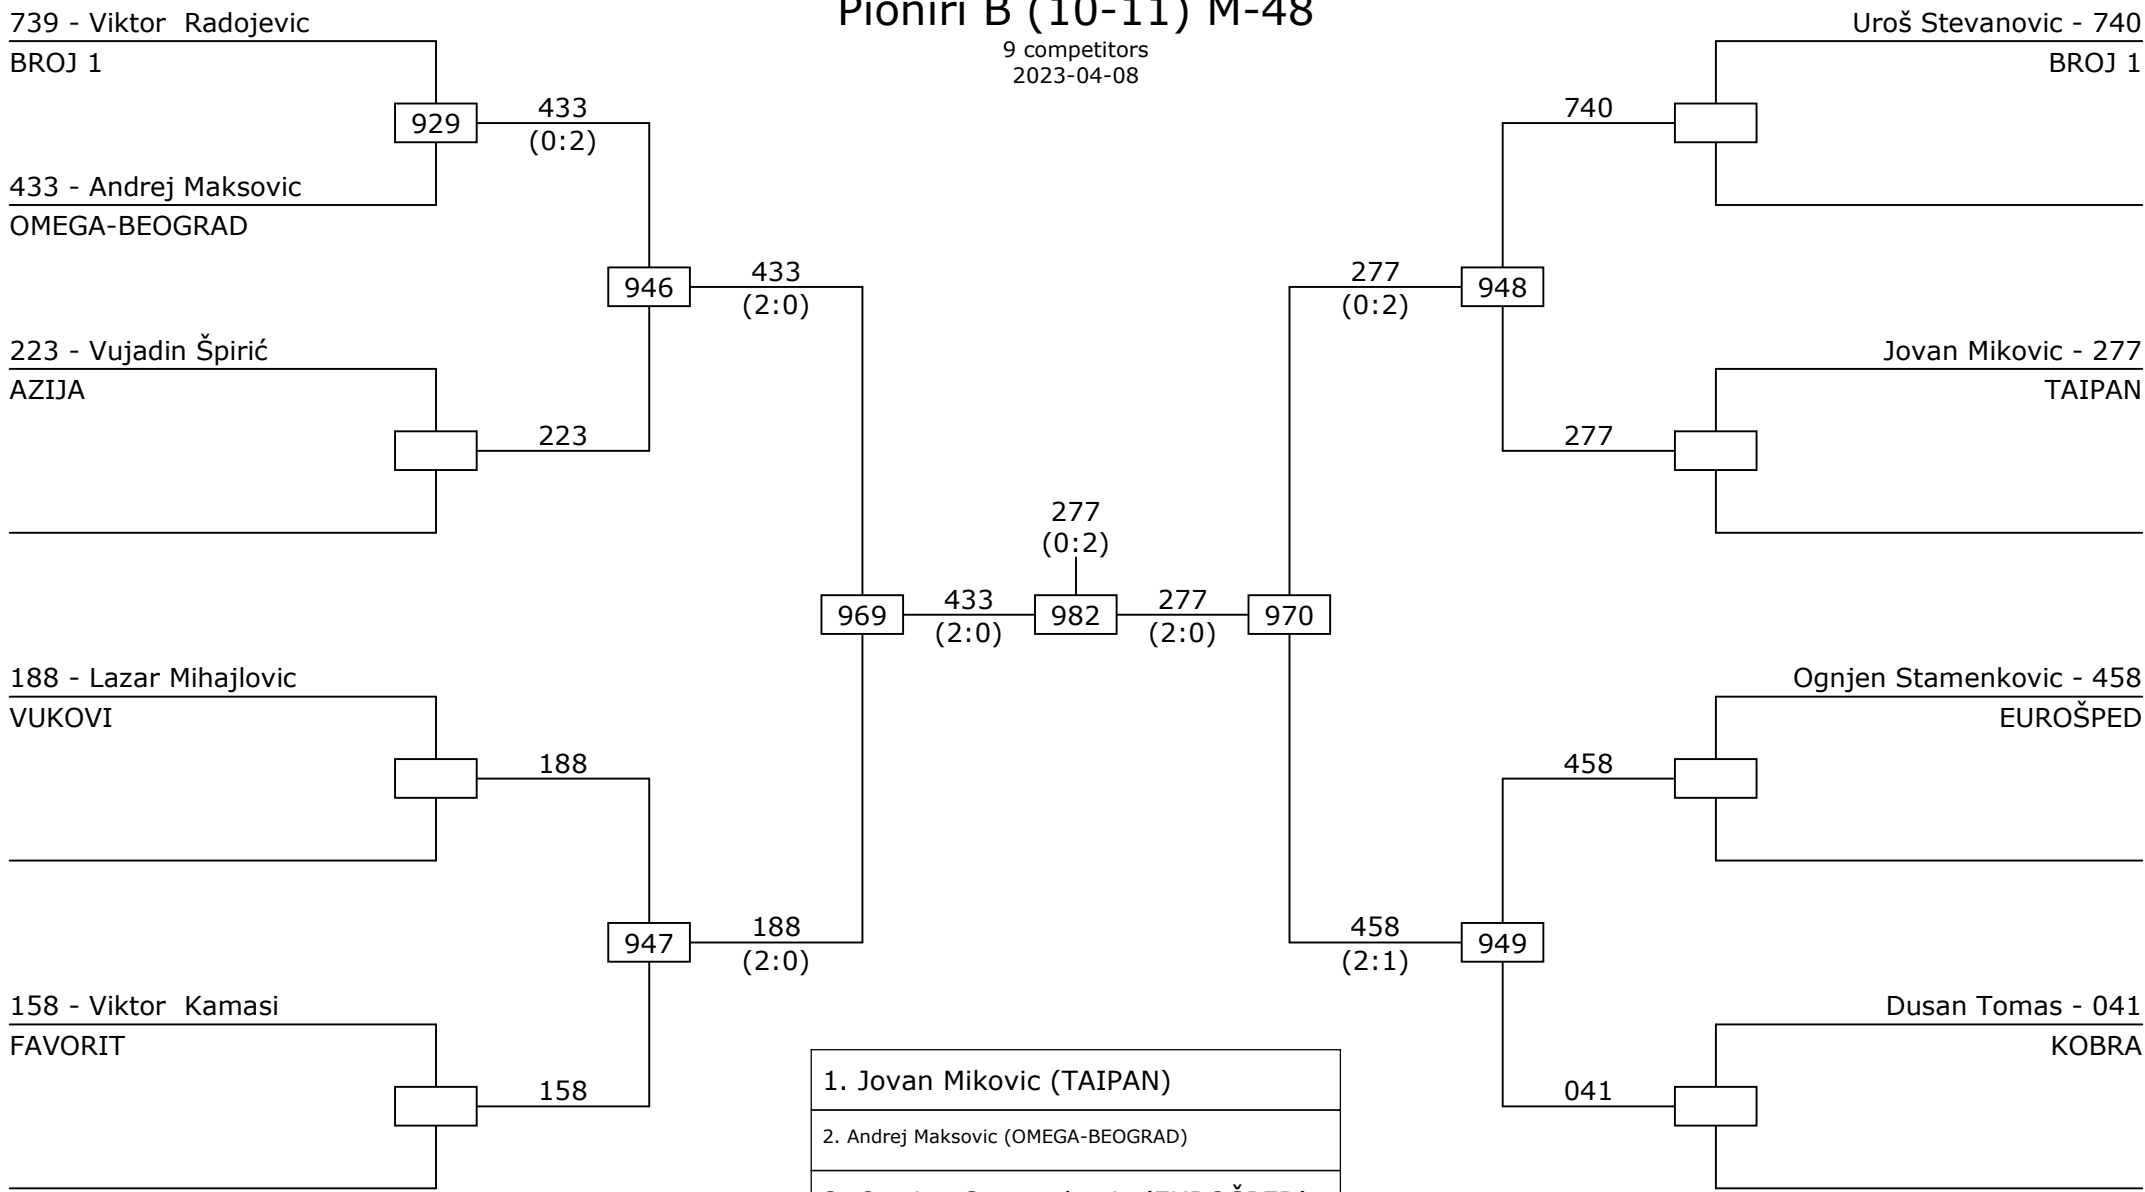 Pioniri B (10-11) M-48
9 competitors
2023-04-08
739 - Viktor  Radojevic
BROJ 1
929
433
(0:2)
433 - Andrej Maksovic
OMEGA-BEOGRAD
946
433
(2:0)
223 - Vujadin Špirić
AZIJA
223
188 - Lazar Mihajlovic
VUKOVI
188
947
188
(2:0)
158 - Viktor  Kamasi
FAVORIT
158
969
433
(2:0)
277
(0:2)
982
277
(2:0)
970
Uroš Stevanovic - 740
BROJ 1
740
277
(0:2)
948
Jovan Mikovic - 277
TAIPAN
277
Ognjen Stamenkovic - 458
EUROŠPED
458
458
(2:1)
949
Dusan Tomas - 041
KOBRA
041
1. Jovan Mikovic (TAIPAN)
2. Andrej Maksovic (OMEGA-BEOGRAD)
3. Ognjen Stamenkovic (EUROŠPED)